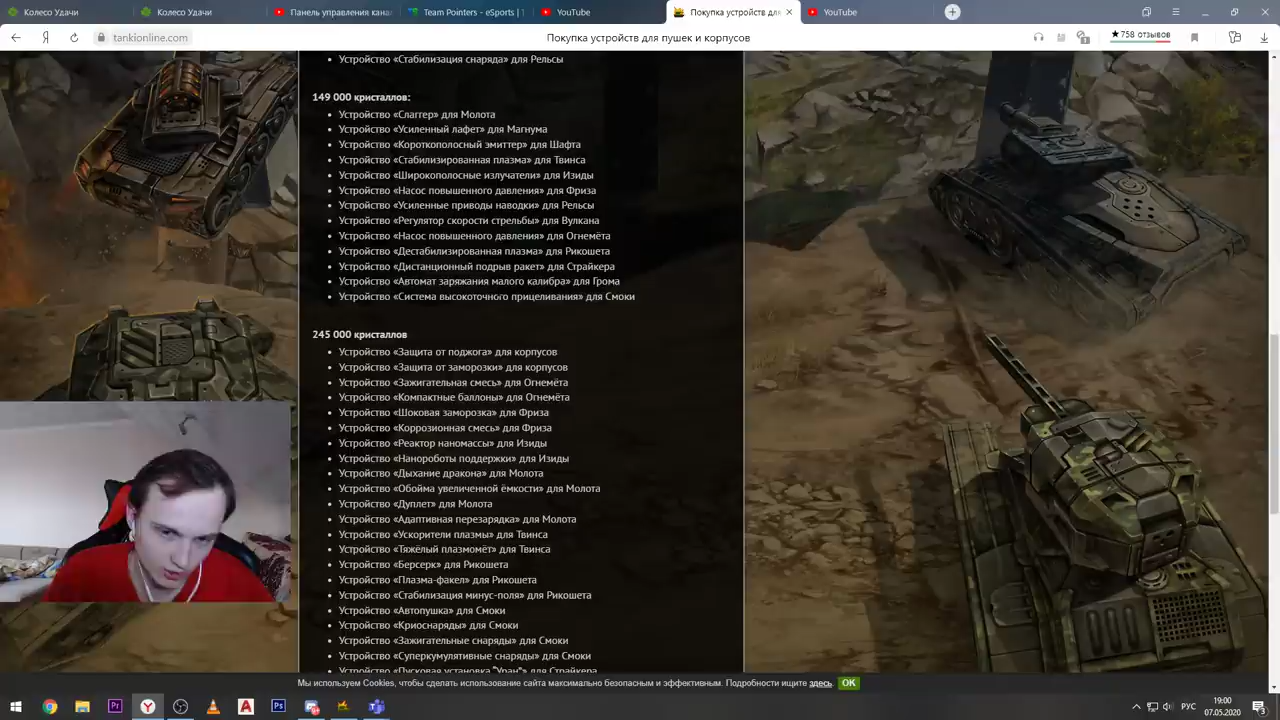 Колесо Удачи
Колесо Удачи
Панель управления кана
Team Pointers - eSports | 1
YouTube
Покупка устройств для
YouTube
tankionline.com
Покупка устройств для пушек и корпусов
★758 отзывов
Устройство «Стабилизация снаряда» для Рельсы
149 000 кристаллов:
Устройство «Слаггер» для Молота
Устройство «Усиленный лафет» для Магнума
Устройство «Короткополосный эмиттер» для Шафта
Устройство «Стабилизированная плазма» для Твинса
Устройство «Широкополосные излучатели» для Изиды
Устройство «Насос повышенного давления» для Фриза
Устройство «Усиленные приводы наводки» для Рельсы
Устройство «Регулятор скорости стрельбы» для Вулкана
Устройство «Насос повышенного давления» для Огнемёта
Устройство «Дестабилизированная плазма» для Рикошета
Устройство «Дистанционный подрыв ракет» для Страйкера
Устройство «Автомат заряжания малого калибра» для Грома
Устройство «Система высокоточного прицеливания» для Смоки
245 000 кристаллов
Устройство «Защита от поджога» для корпусов
Устройство «Защита от заморозки» для корпусов
Устройство «Зажигательная смесь» для Огнемёта
Устройство «Компактные баллоны» для Огнемёта
Устройство «Шоковая заморозка» для Фриза
Устройство «Коррозионная смесь» для Фриза
Устройство «Реактор наномассы» для Изиды
Устройство «Нанороботы поддержки» для Изиды
Устройство «Дыхание дракона» для Молота
Устройство «Обойма увеличенной ёмкости» для Молота
Устройство «Дуплет» для Молота
Устройство «Адаптивная перезарядка» для Молота
Устройство «Ускорители плазмы» для Твинса
Устройство «Тяжёлый плазмомёт» для Твинса
Устройство «Берсерк» для Рикошета
Устройство «Плазма-факел» для Рикошета
Устройство «Стабилизация минус-поля» для Рикошета
Устройство «Автопушка» для Смоки
Устройство «Криоснаряды» для Смоки
Устройство «Зажигательные снаряды» для Смоки
Устройство «Суперкумулятивные снаряды» для Смоки
Устройство «Пусковая установка "Уран"» для Страйкера
Мы используем Cookies, чтобы сделать использование сайта максимально безопасным и эффективным. Подробности ищите здесь
OK
РУС
19:00
07.05.2020